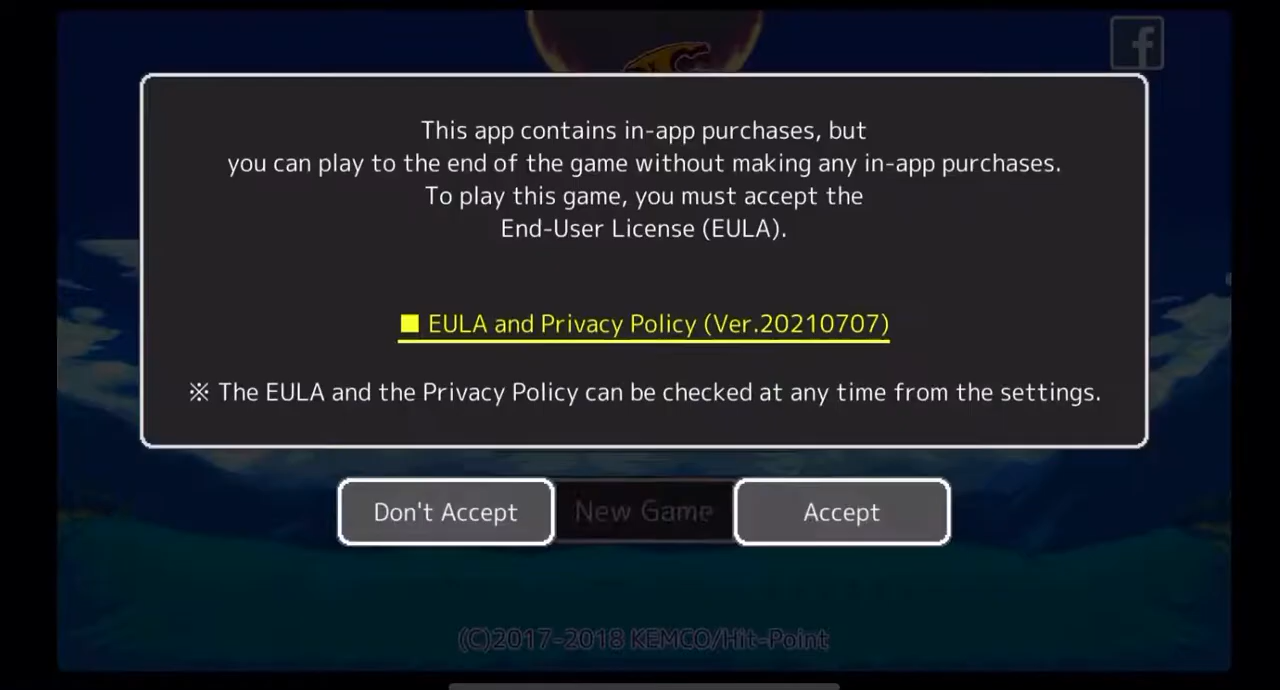 f
This app contains in-app purchases, but
you can play to the end of the game without making any in-app purchases.
To play this game, you must accept the
End-User License (EULA).
■ EULA and Privacy Policy (Ver.20210707)
※ The EULA and the Privacy Policy can be checked at any time from the settings.
Don't Accept New Game Accept
(C)2017-2018 KEMCO/Hit-Point